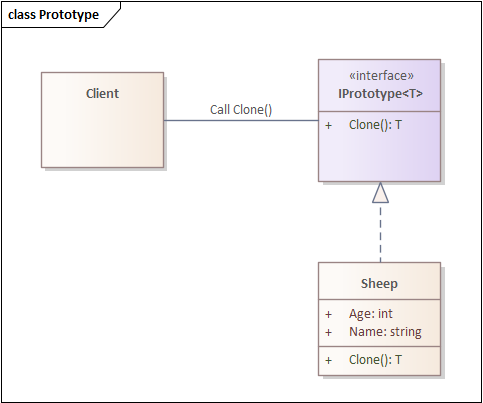 class Prototype
Client
Call Clone()
«interface»
IPrototype<T>
+ Clone(): T
Sheep
+ Age: int
+ Name: string
+ Clone(): T